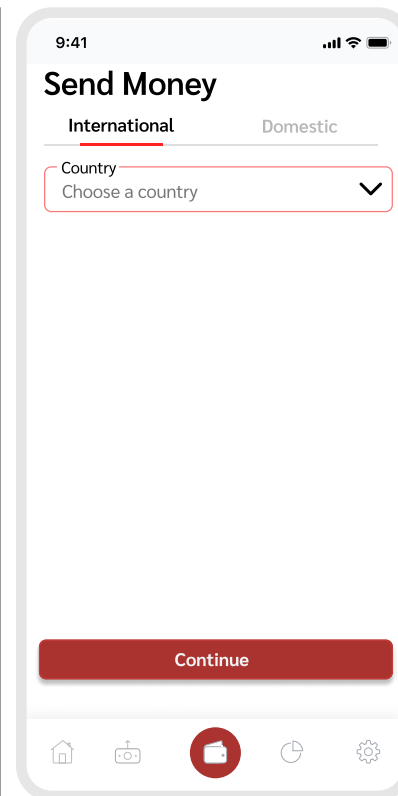 9:41
Send Money
International Domestic
Country
Choose a country
Continue